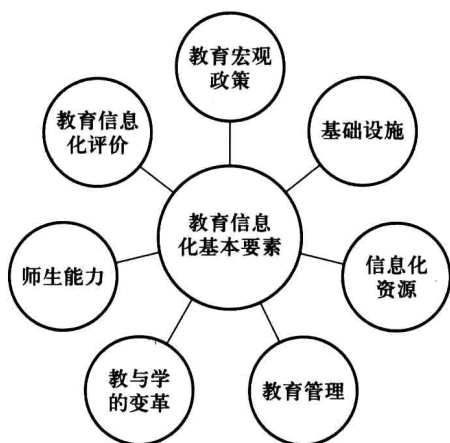 教育宏观
政策
教育信息
化评价
基础设施
教育信息
化基本要素
师生能力
信息化
资源
教与学
的变革
教育管理